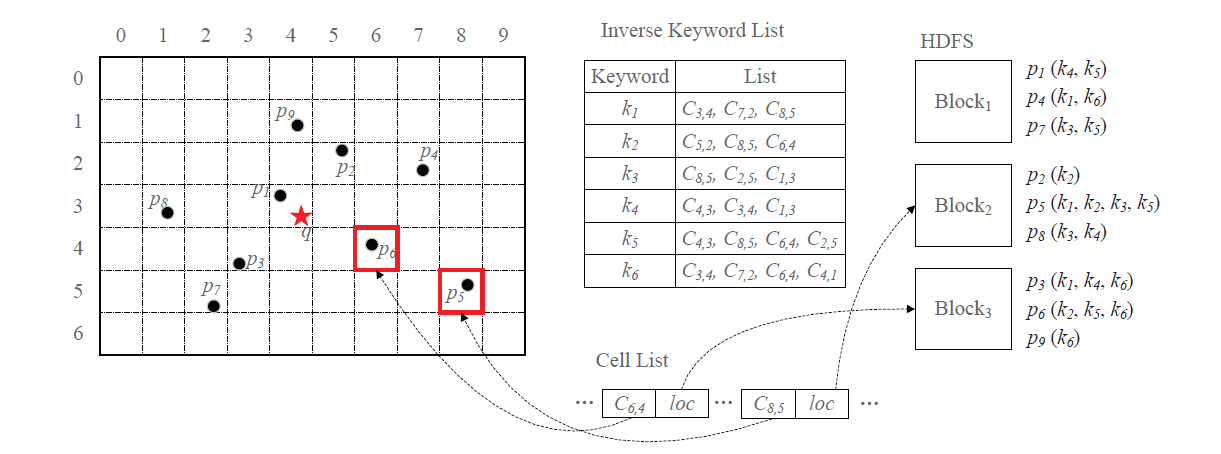 0 1 2 3 4 5 6 7 8 9
0
1
2
3
4
5
6
p9
p2
p4
p1
p8
q
p6
p3
p7
p5
Inverse Keyword List
Keyword List
k1 C3,4, C7,2, C8,5
k2 C5,2, C8,5, C6,4
k3 C8,5, C2,5, C1,3
k4 C4,3, C3,4, C1,3
k5 C4,3, C8,5, C6,4, C2,5
k6 C3,4, C7,2, C6,4, C4,1
Cell List
... C6,4 loc ... C8,5 loc ...
HDFS
Block1
p1 (k4, k5)
p4 (k1, k6)
p7 (k3, k5)
Block2
p2 (k2)
p5 (k1, k2, k3, k5)
p8 (k3, k4)
Block3
p3 (k1, k4, k6)
p6 (k2, k5, k6)
p9 (k6)